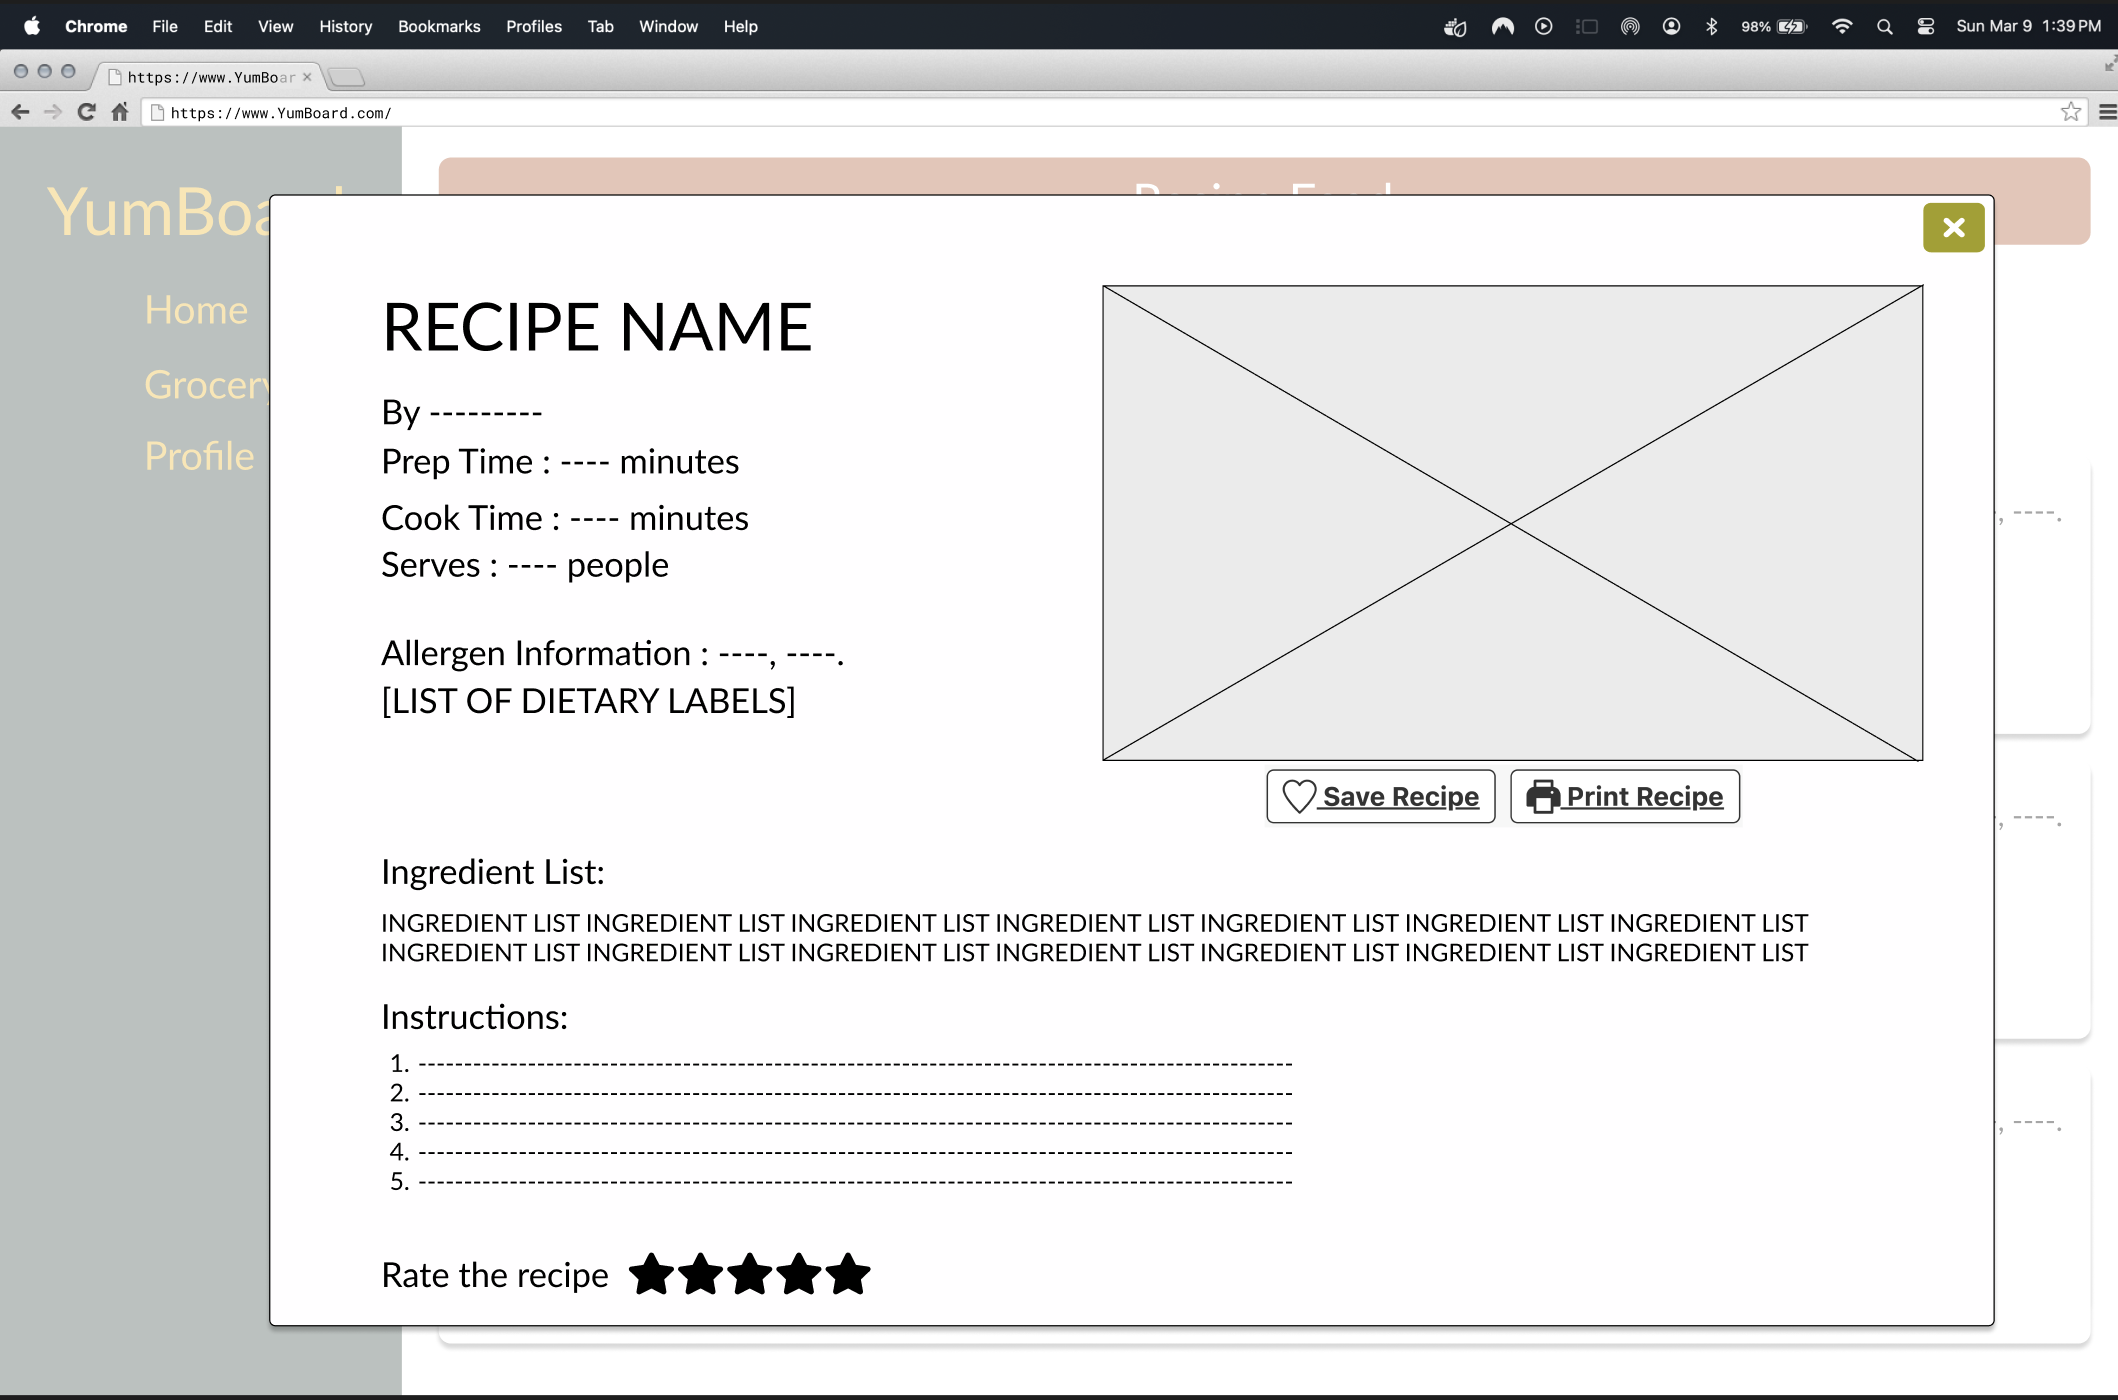 Chrome File Edit View History Bookmarks Profiles Tab Window Help 98% Sun Mar 9 1:39 PM
https://www.YumBoar
https://www.YumBoard.com/
YumBoa
Recipe Feed
Home
Grocery
Profile
RECIPE NAME
By ---------
Prep Time : ---- minutes
Cook Time : ---- minutes
Serves : ---- people
Allergen Information : ----, ----.
[LIST OF DIETARY LABELS]
, ----.
Save Recipe
Print Recipe
, ----.
Ingredient List:
INGREDIENT LIST INGREDIENT LIST INGREDIENT LIST INGREDIENT LIST INGREDIENT LIST INGREDIENT LIST INGREDIENT LIST
INGREDIENT LIST INGREDIENT LIST INGREDIENT LIST INGREDIENT LIST INGREDIENT LIST INGREDIENT LIST INGREDIENT LIST
Instructions:
1. -------------------------------------------------------------------------
2. -------------------------------------------------------------------------
3. -------------------------------------------------------------------------
4. -------------------------------------------------------------------------
5. -------------------------------------------------------------------------
, ----.
Rate the recipe